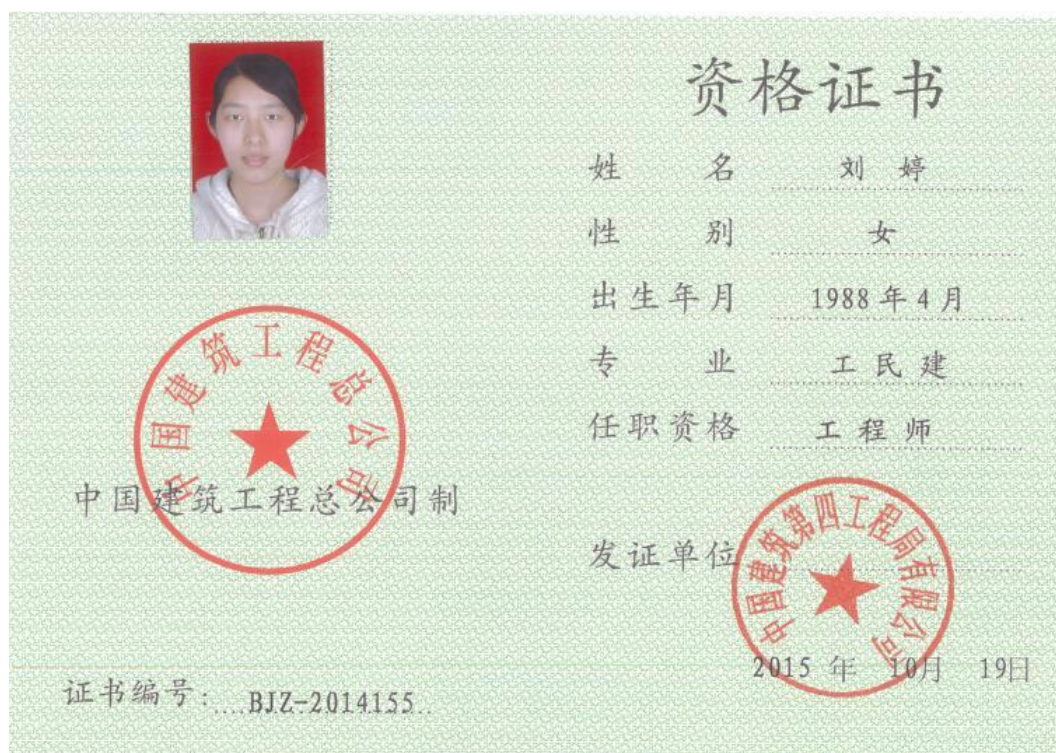 资格证书
姓名 刘婷
性别 女
出生年月 1988年4月
专业 工民建
任职资格 工程师
中国建筑工程总公司
中国建筑工程总公司制
发证单位
中国建筑第四工程局有限公司
2015年10月19日
证书编号:BJZ-2014155